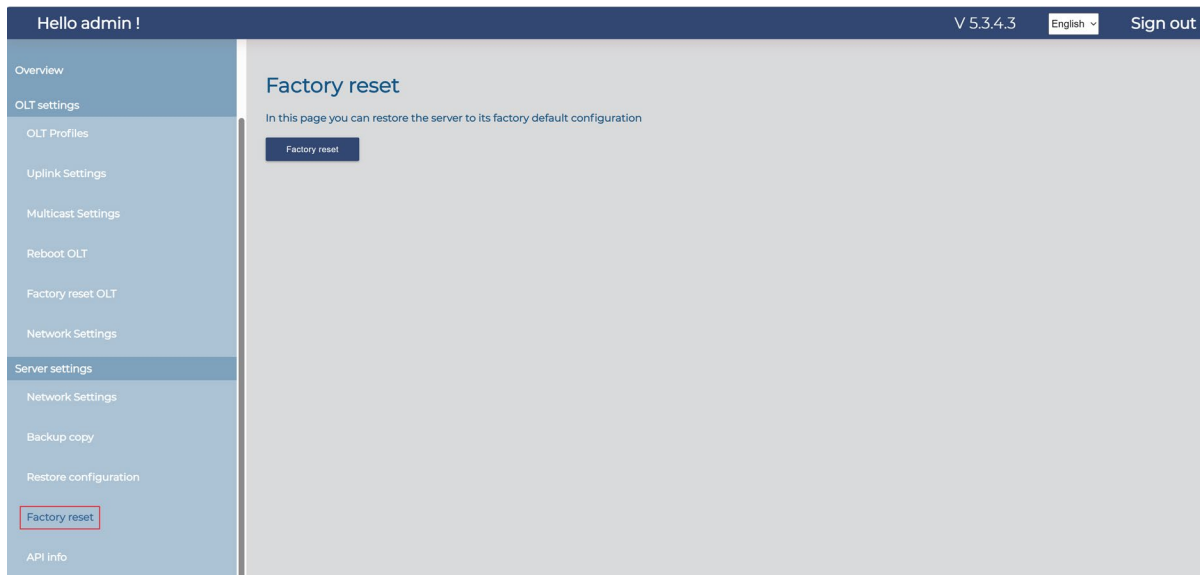 Hello admin !
V 5.3.4.3
English
Sign out
Overview
OLT settings
OLT Profiles
Uplink Settings
Multicast Settings
Reboot OLT
Factory reset OLT
Network Settings
Server settings
Network Settings
Backup copy
Restore configuration
Factory reset
API info
Factory reset
In this page you can restore the server to its factory default configuration
Factory reset